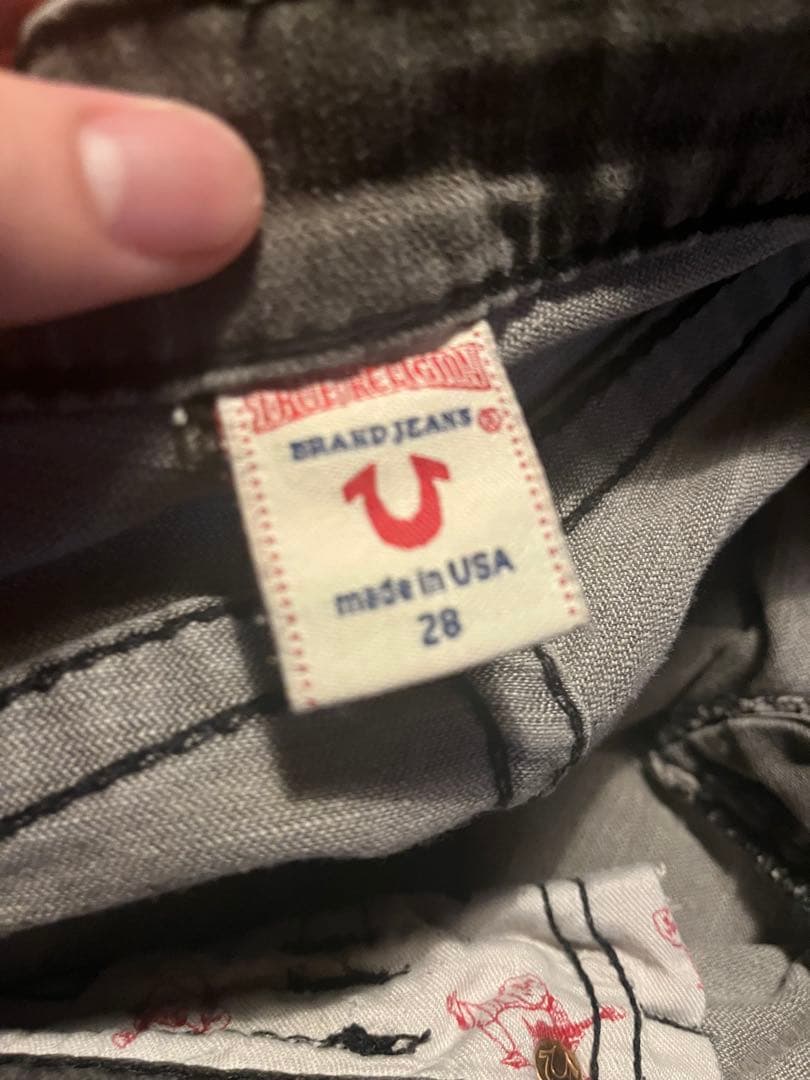 TRUE RELIGION
BRAND JEANS ®
made in USA
28